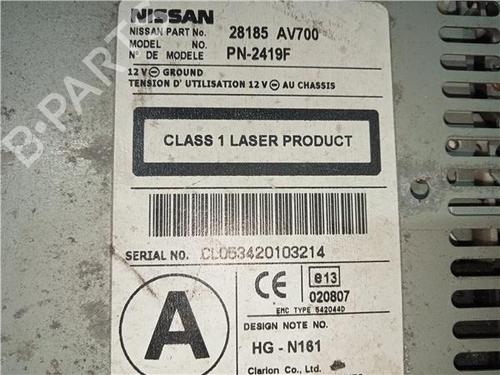 NISSAN
NISSAN PART No. 28185 AV700
MODEL NO. PN-2419F
N° DE MODELE
12 V ⊖ GROUND
TENSION D' UTILISATION 12 V ⊖ AU CHASSIS
CLASS 1 LASER PRODUCT
SERIAL NO. CL053420103214
A
CE
e13
020807
EMC TYPE 542044D
DESIGN NOTE NO.
HG - N161
Clarion Co., Ltd.
B-PARTS